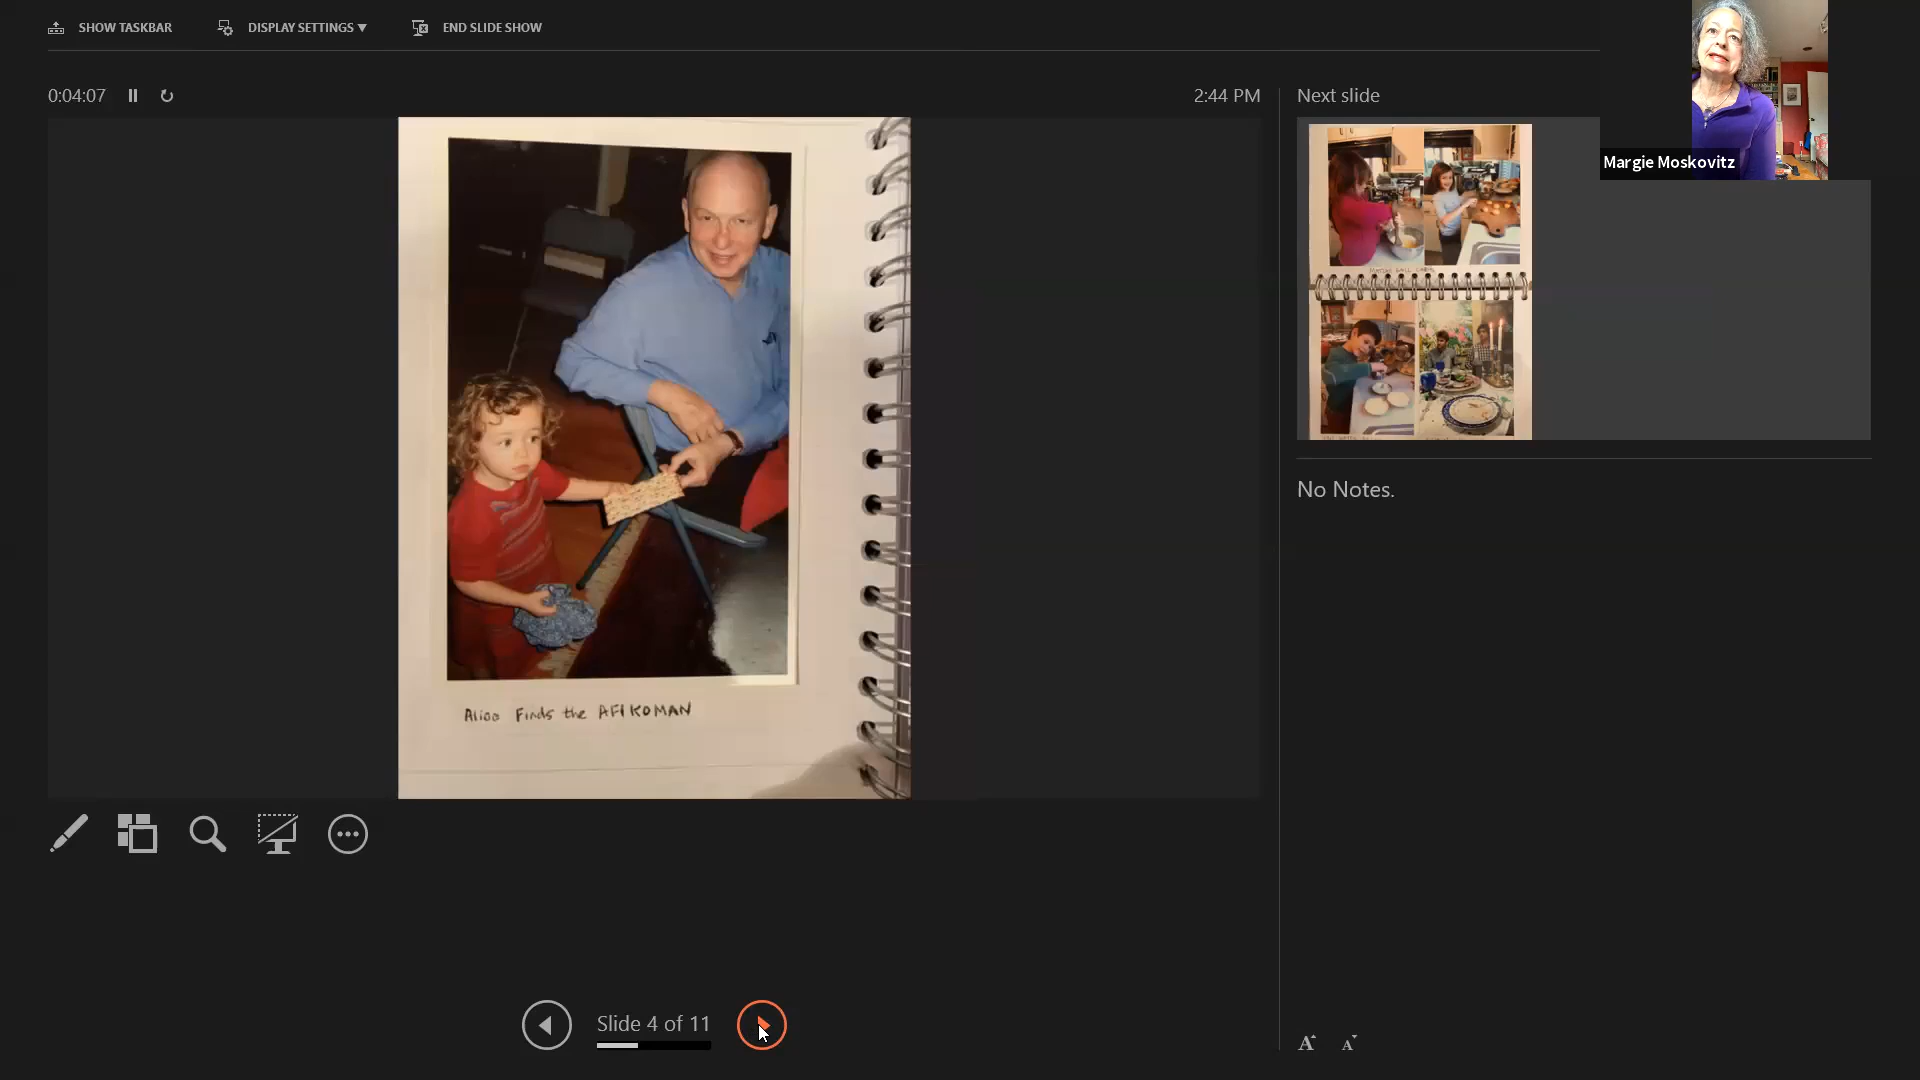 SHOW TASKBAR
DISPLAY SETTINGS
END SLIDE SHOW
0:04:07
2:44 PM
Next slide
Margie Moskovitz
Alice Finds the AFIKOMAN
No Notes.
Slide 4 of 11
A A